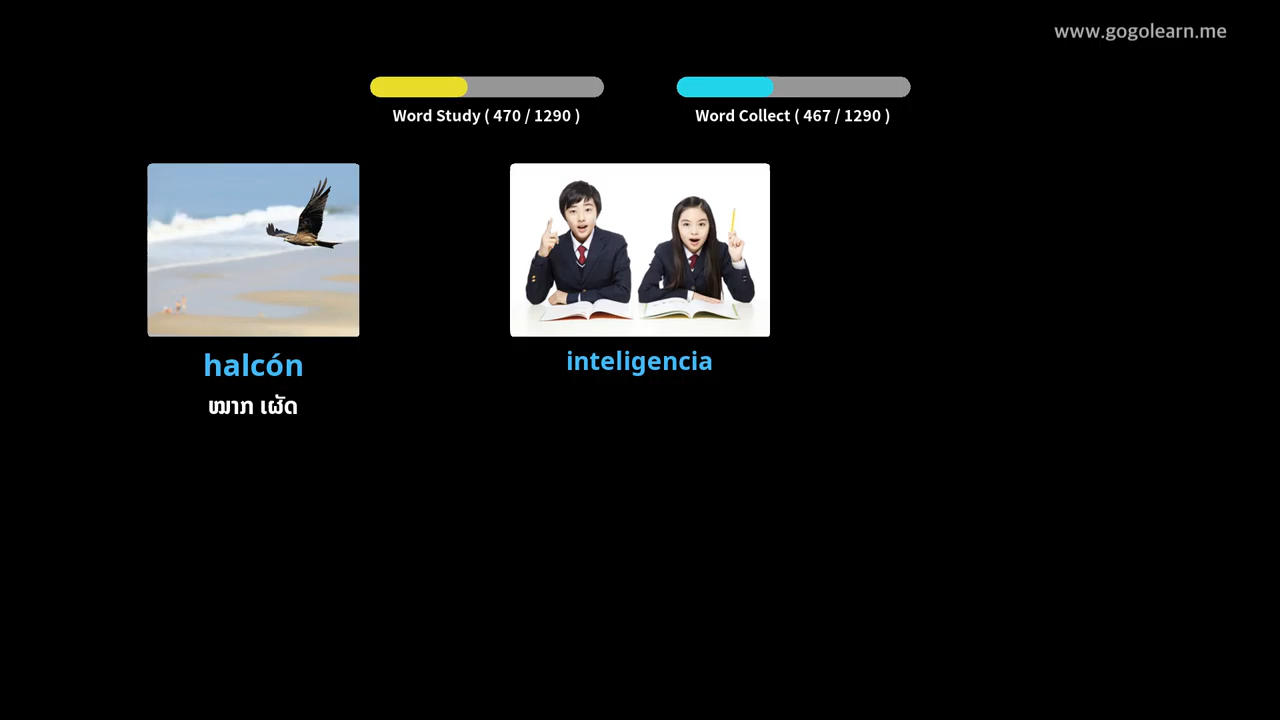 www.gogolearn.me
Word Study ( 470 / 1290 )
Word Collect ( 467 / 1290 )
halcón
ໝາກ ເຜັດ
inteligencia